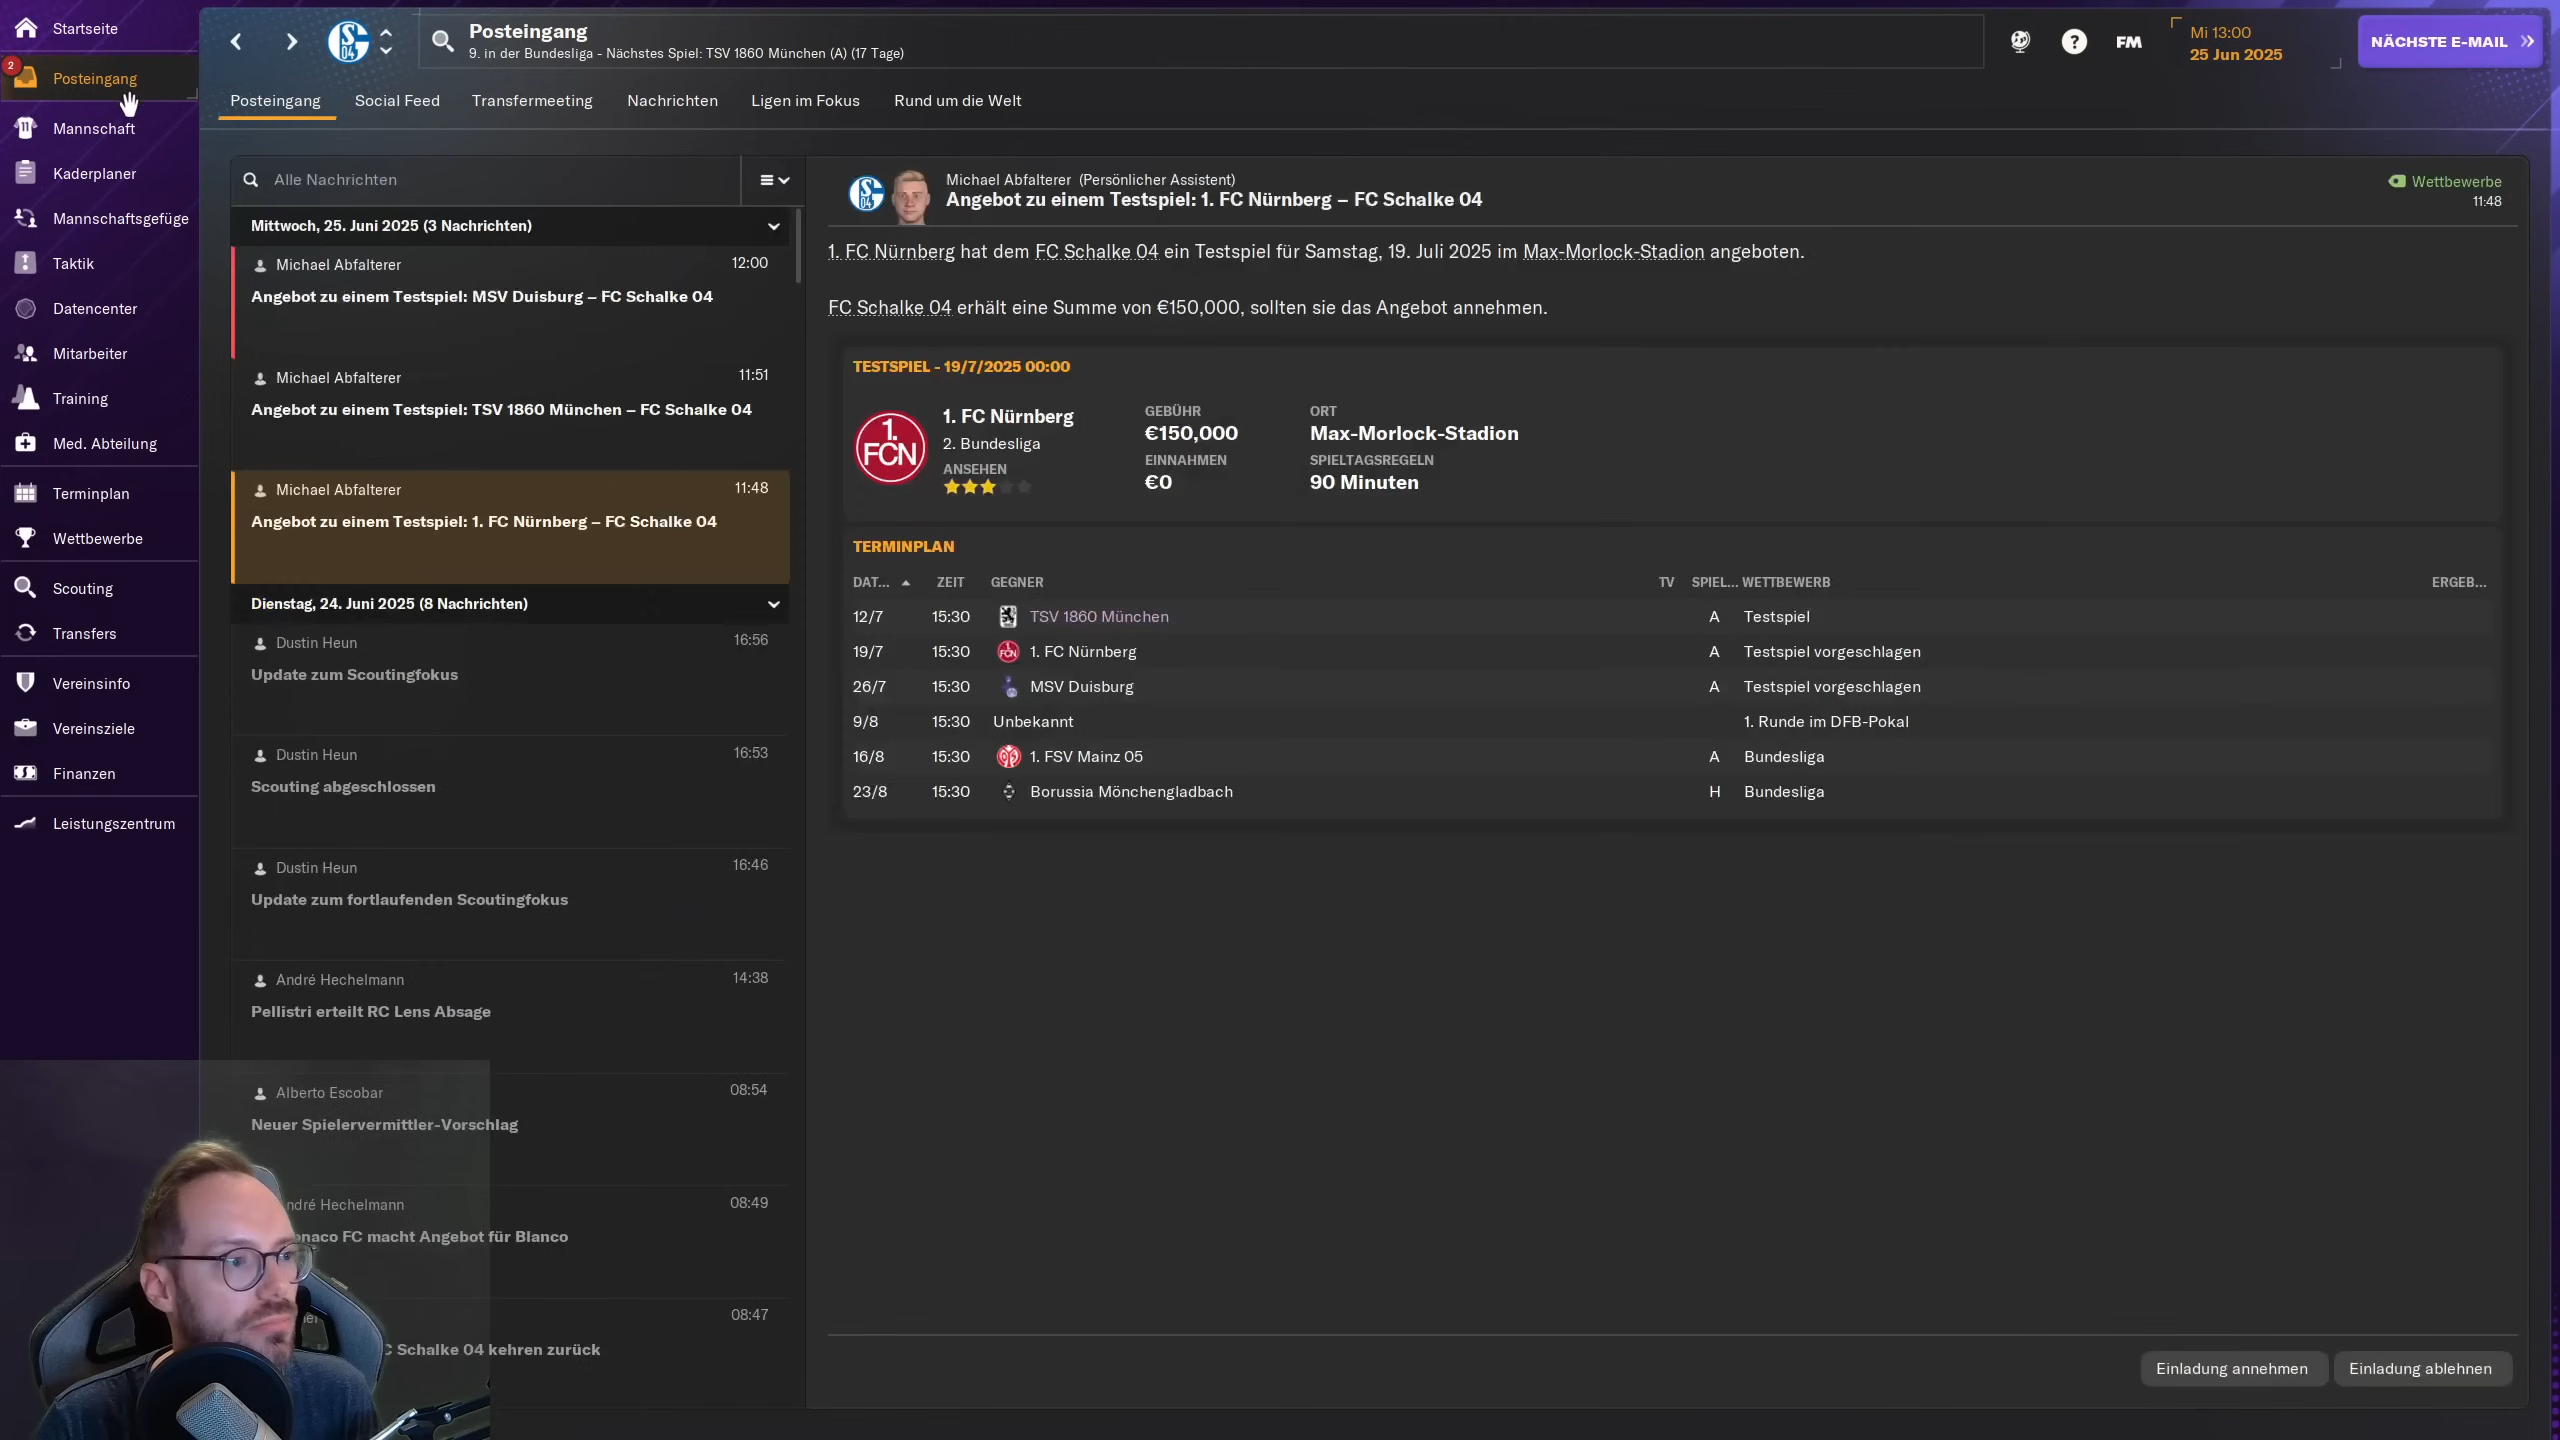 Startseite
2
Posteingang
Mannschaft
Kaderplaner
Mannschaftsgefüge
Taktik
Datencenter
Mitarbeiter
Training
Med. Abteilung
Terminplan
Wettbewerbe
Scouting
Transfers
Vereinsinfo
Vereinsziele
Finanzen
Leistungszentrum
Posteingang
9. in der Bundesliga - Nächstes Spiel: TSV 1860 München (A) (17 Tage)
FM
Mi 13:00
25 Jun 2025
NÄCHSTE E-MAIL
Posteingang Social Feed Transfermeeting Nachrichten Ligen im Fokus Rund um die Welt
Alle Nachrichten
Mittwoch, 25. Juni 2025 (3 Nachrichten)
Michael Abfalterer 12:00
Angebot zu einem Testspiel: MSV Duisburg – FC Schalke 04
Michael Abfalterer 11:51
Angebot zu einem Testspiel: TSV 1860 München – FC Schalke 04
Michael Abfalterer 11:48
Angebot zu einem Testspiel: 1. FC Nürnberg – FC Schalke 04
Dienstag, 24. Juni 2025 (8 Nachrichten)
Dustin Heun 16:56
Update zum Scoutingfokus
Dustin Heun 16:53
Scouting abgeschlossen
Dustin Heun 16:46
Update zum fortlaufenden Scoutingfokus
André Hechelmann 14:38
Pellistri erteilt RC Lens Absage
Alberto Escobar 08:54
Neuer Spielervermittler-Vorschlag
ndré Hechelmann 08:49
onaco FC macht Angebot für Blanco
08:47
C Schalke 04 kehren zurück
Michael Abfalterer (Persönlicher Assistent)
Angebot zu einem Testspiel: 1. FC Nürnberg – FC Schalke 04
Wettbewerbe
11:48
1. FC Nürnberg hat dem FC Schalke 04 ein Testspiel für Samstag, 19. Juli 2025 im Max-Morlock-Stadion angeboten.
FC Schalke 04 erhält eine Summe von €150,000, sollten sie das Angebot annehmen.
TESTSPIEL - 19/7/2025 00:00
1. FCN
1. FC Nürnberg
2. Bundesliga
ANSEHEN
GEBÜHR
€150,000
EINNAHMEN
€0
ORT
Max-Morlock-Stadion
SPIELTAGSREGELN
90 Minuten
TERMINPLAN
DAT... ZEIT GEGNER TV SPIEL... WETTBEWERB ERGEB...
12/7 15:30 TSV 1860 München A Testspiel
19/7 15:30 1. FC Nürnberg A Testspiel vorgeschlagen
26/7 15:30 MSV Duisburg A Testspiel vorgeschlagen
9/8 15:30 Unbekannt 1. Runde im DFB-Pokal
16/8 15:30 1. FSV Mainz 05 A Bundesliga
23/8 15:30 Borussia Mönchengladbach H Bundesliga
Einladung annehmen
Einladung ablehnen